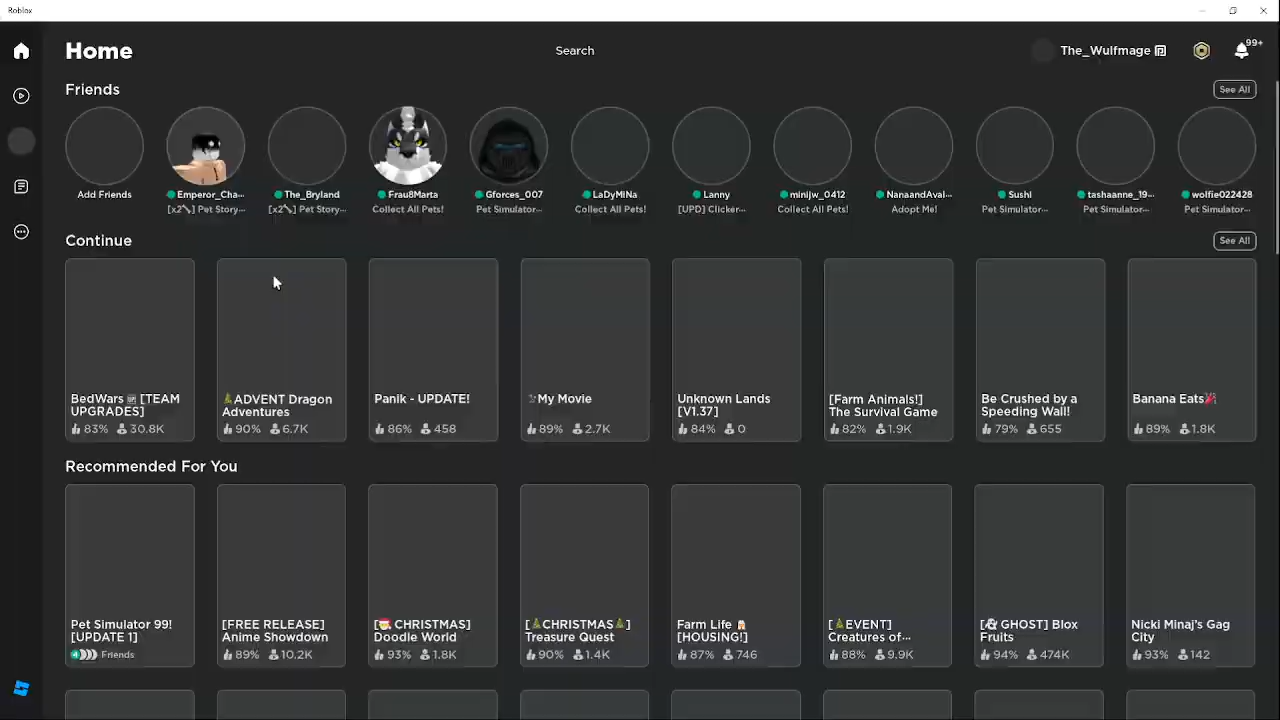 Roblox
Home
Search
The_Wulfmage
99+
Friends
See All
Add Friends
Emperor_Cha...
[x2🦴] Pet Story...
The_Bryland
[x2🦴] Pet Story...
Frau8Marta
Collect All Pets!
Gforces_007
Pet Simulator...
LaDyMiNa
Collect All Pets!
Lanny
[UPD] Clicker...
minijw_0412
Collect All Pets!
NanaandAval...
Adopt Me!
Sushi
Pet Simulator...
tashaanne_19...
Pet Simulator...
wolfie022428
Pet Simulator...
Continue
See All
BedWars [TEAM
UPGRADES]
83% 30.8K
🎄ADVENT Dragon
Adventures
90% 6.7K
Panik - UPDATE!
86% 458
My Movie
89% 2.7K
Unknown Lands
[V1.37]
84% 0
[Farm Animals!]
The Survival Game
82% 1.9K
Be Crushed by a
Speeding Wall!
79% 655
Banana Eats🎉
89% 1.8K
Recommended For You
Pet Simulator 99!
[UPDATE 1]
Friends
[FREE RELEASE]
Anime Showdown
89% 10.2K
[🎅 CHRISTMAS]
Doodle World
93% 1.8K
[🎄CHRISTMAS🎄]
Treasure Quest
90% 1.4K
Farm Life
[HOUSING!]
87% 746
[🎄EVENT]
Creatures of...
88% 9.9K
[👻 GHOST] Blox
Fruits
94% 474K
Nicki Minaj's Gag
City
93% 142